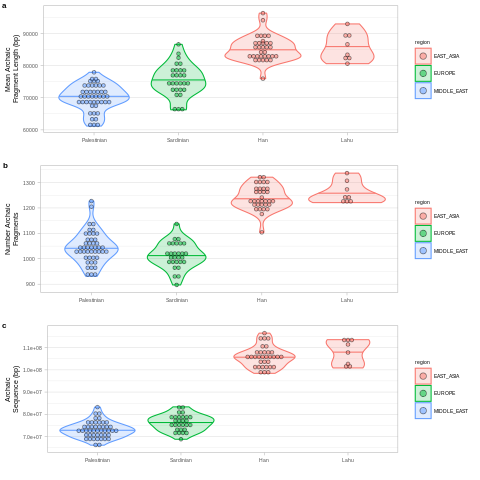 a
Mean Archaic
Fragment Length (bp)
90000
80000
70000
60000
Palestinian
Sardinian
Han
Lahu
region
EAST_ASIA
EUROPE
MIDDLE_EAST
b
Number Archaic
Fragments
1300
1200
1100
1000
900
Palestinian
Sardinian
Han
Lahu
region
EAST_ASIA
EUROPE
MIDDLE_EAST
c
Archaic
Sequence (bp)
1.1e+08
1.0e+08
9.0e+07
8.0e+07
7.0e+07
Palestinian
Sardinian
Han
Lahu
region
EAST_ASIA
EUROPE
MIDDLE_EAST